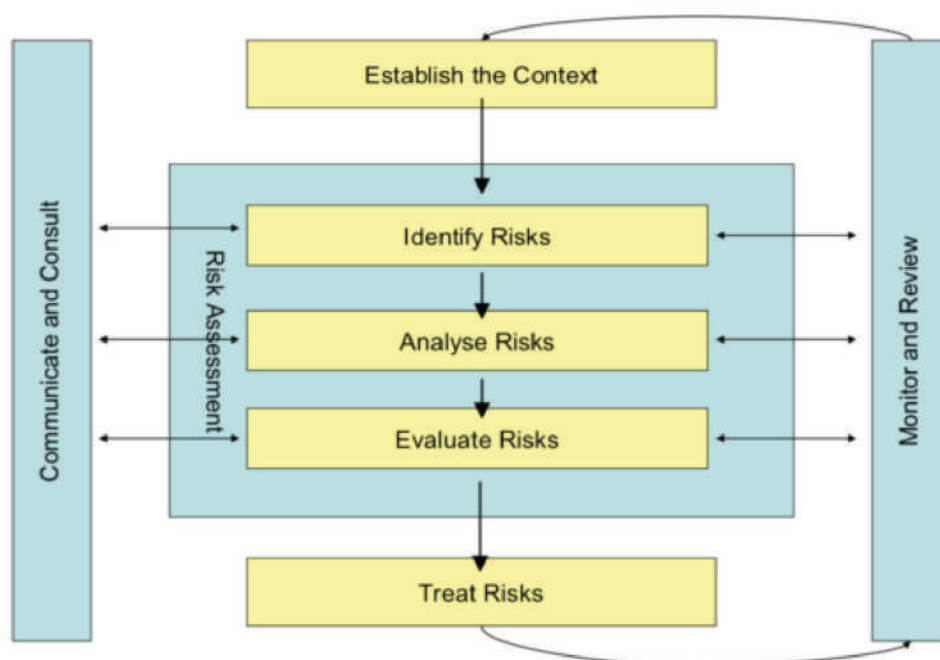 Establish the Context
Communicate and Consult
Risk Assessment
Identify Risks
Analyse Risks
Evaluate Risks
Monitor and Review
Treat Risks